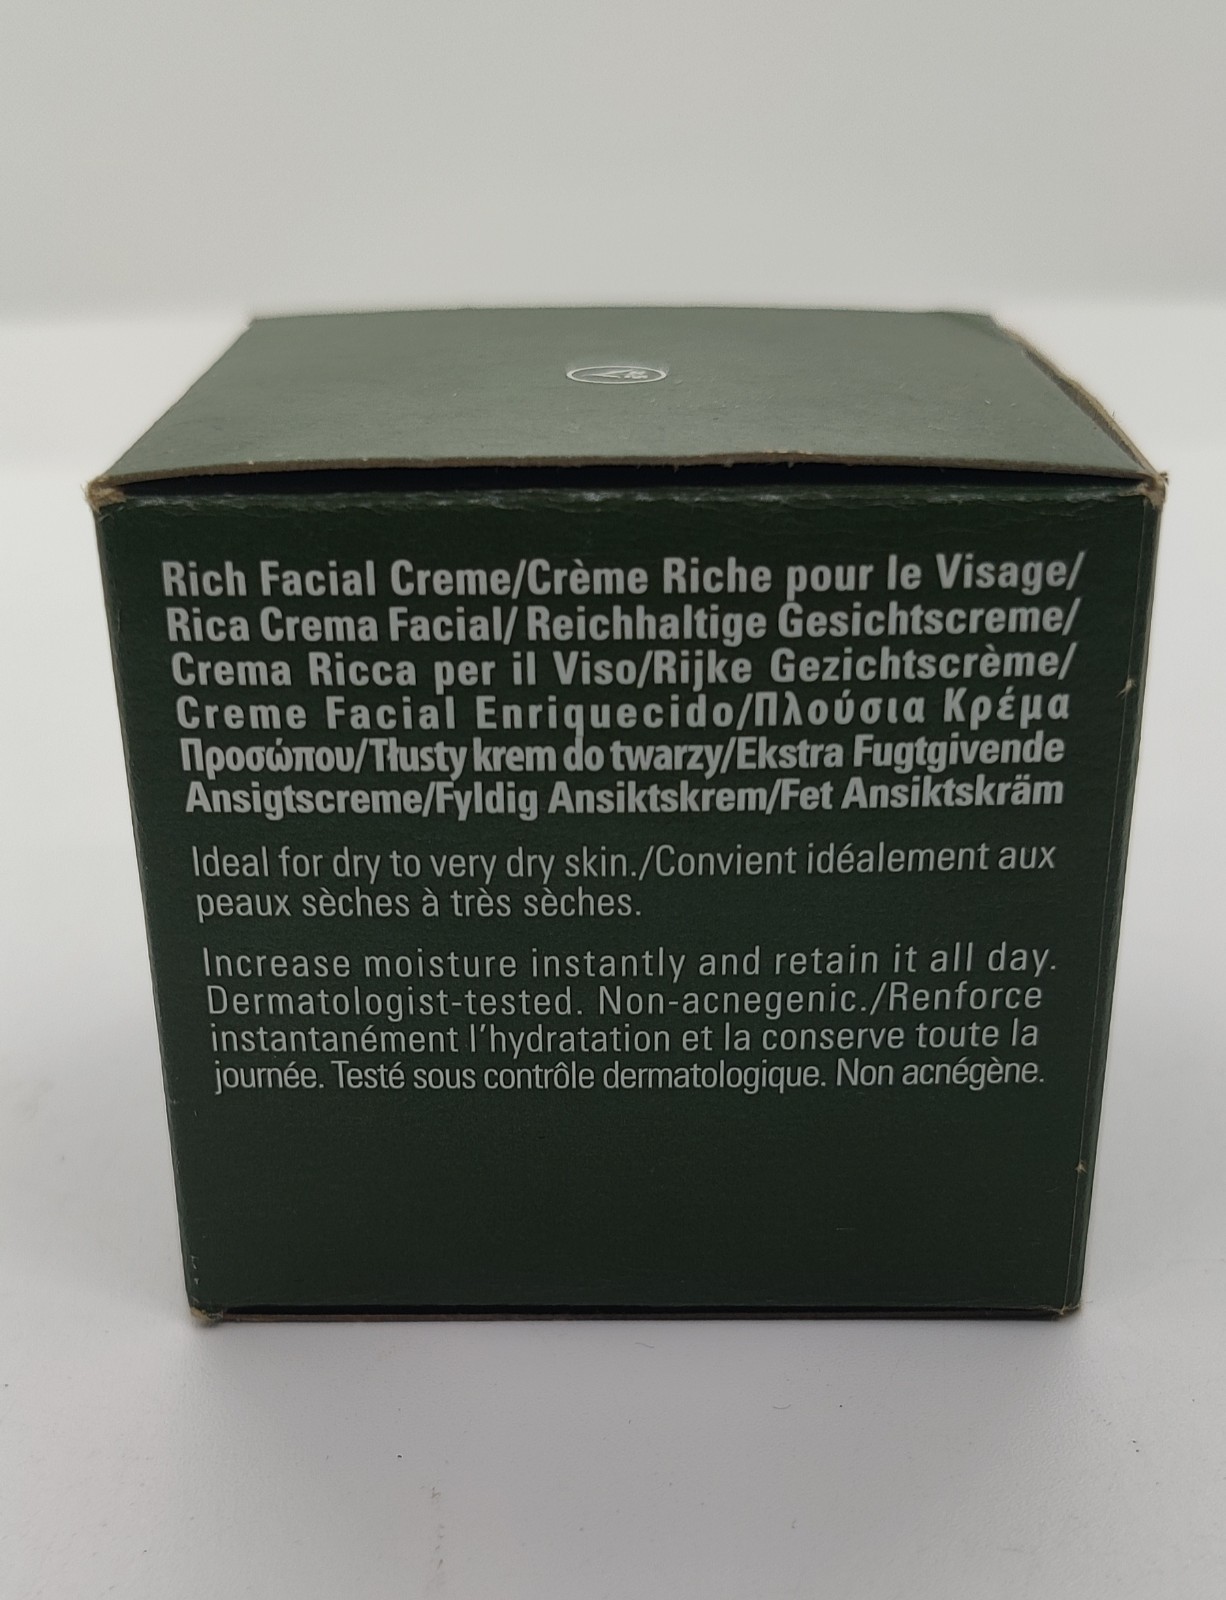 Rich Facial Creme/Crème Riche pour le Visage/
Rica Crema Facial/ Reichhaltige Gesichtscreme/
Crema Ricca per il Viso/Rijke Gezichtscrème/
Creme Facial Enriquecido/Πλούσια Κρέμα
Προσώπου/Tłusty krem do twarzy/Ekstra Fugtgivende
Ansigtscreme/Fyldig Ansiktskrem/Fet Ansiktskräm
Ideal for dry to very dry skin./Convient idéalement aux
peaux sèches à très sèches.
Increase moisture instantly and retain it all day.
Dermatologist-tested. Non-acnegenic./Renforce
instantanément l'hydratation et la conserve toute la
journée. Testé sous contrôle dermatologique. Non acnégène.